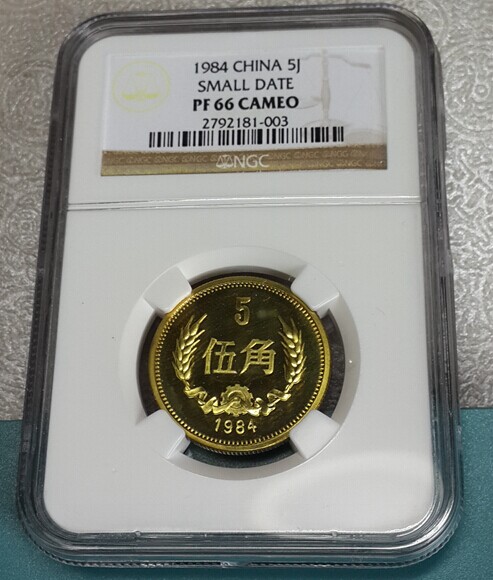 1984 CHINA 5J
SMALL DATE
PF 66 CAMEO
2792181-003
NGC
5
伍角
1984